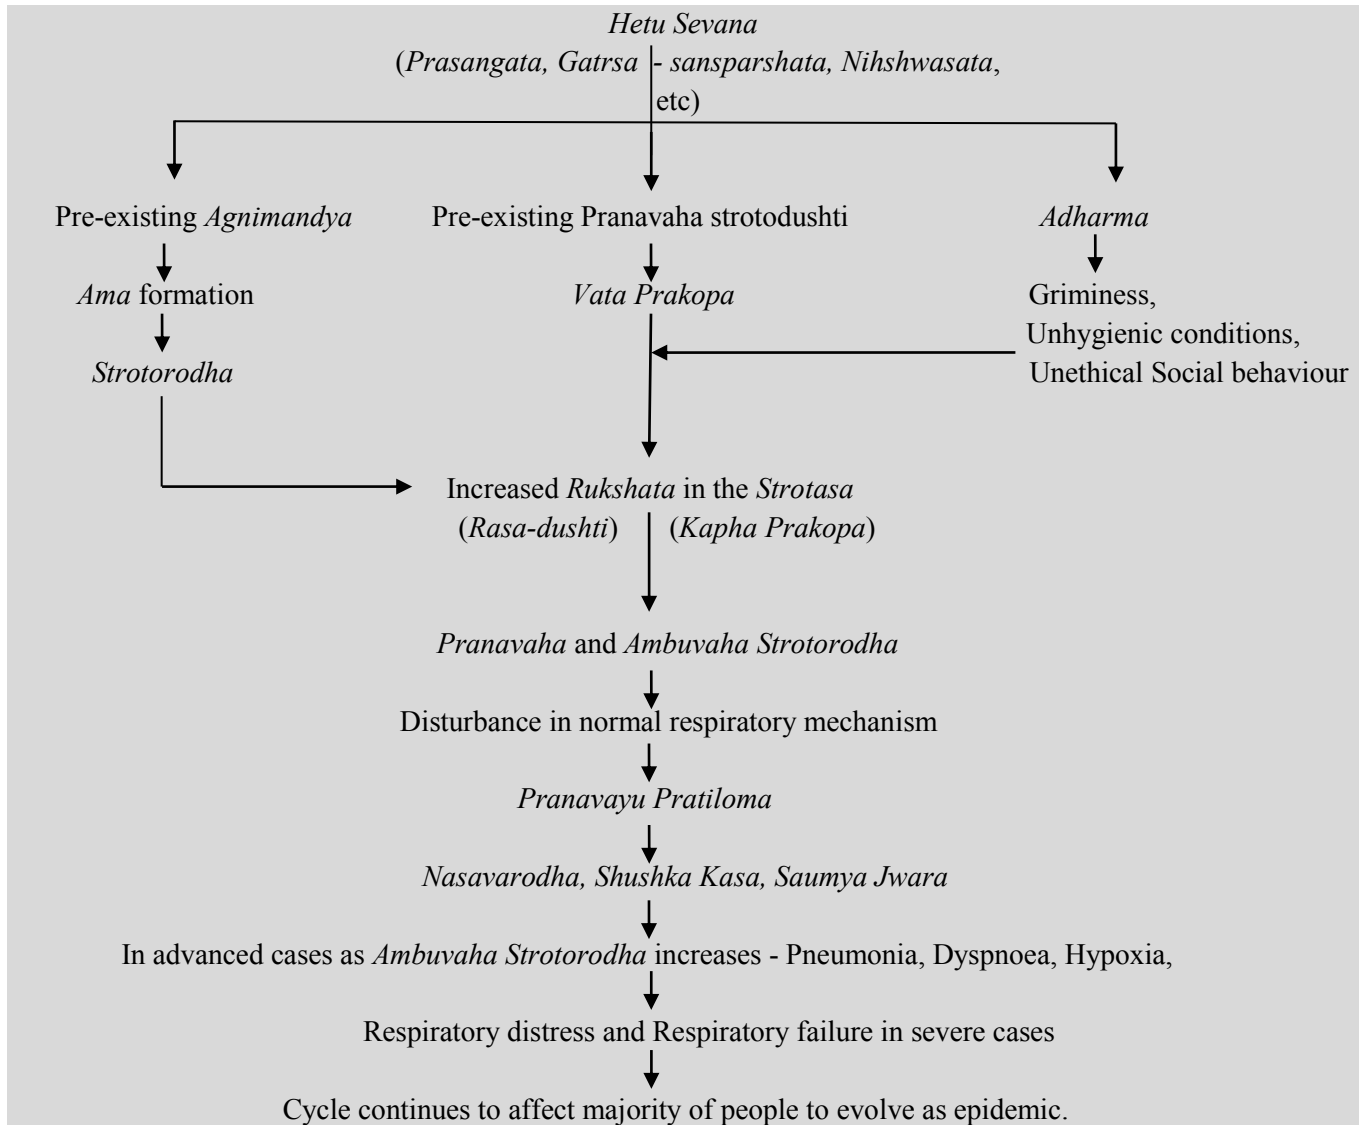 Hetu Sevana
(Prasangata, Gatrsa - sansparshata, Nihshwasata,
etc)
Pre-existing Agnimandya
Pre-existing Pranavaha strotodushti
Adharma
Ama formation
Vata Prakopa
Griminess,
Unhygienic conditions,
Unethical Social behaviour
Strotorodha
Increased Rukshata in the Strotasa
(Rasa-dushti) (Kapha Prakopa)
Pranavaha and Ambuvaha Strotorodha
Disturbance in normal respiratory mechanism
Pranavayu Pratiloma
Nasavarodha, Shushka Kasa, Saumya Jwara
In advanced cases as Ambuvaha Strotorodha increases - Pneumonia, Dyspnoea, Hypoxia,
Respiratory distress and Respiratory failure in severe cases
Cycle continues to affect majority of people to evolve as epidemic.